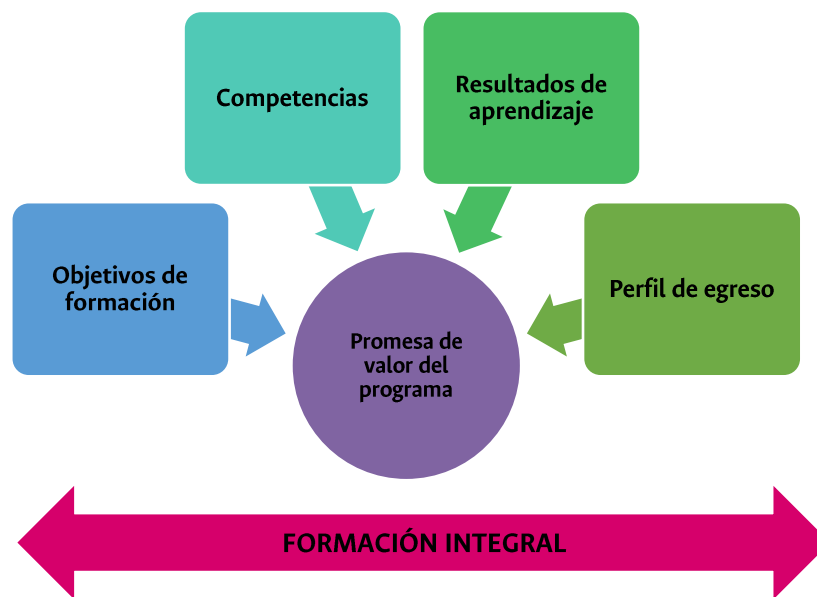 Competencias
Resultados de
aprendizaje
Objetivos de
formación
Perfil de egreso
Promesa de
valor del
programa
FORMACIÓN INTEGRAL